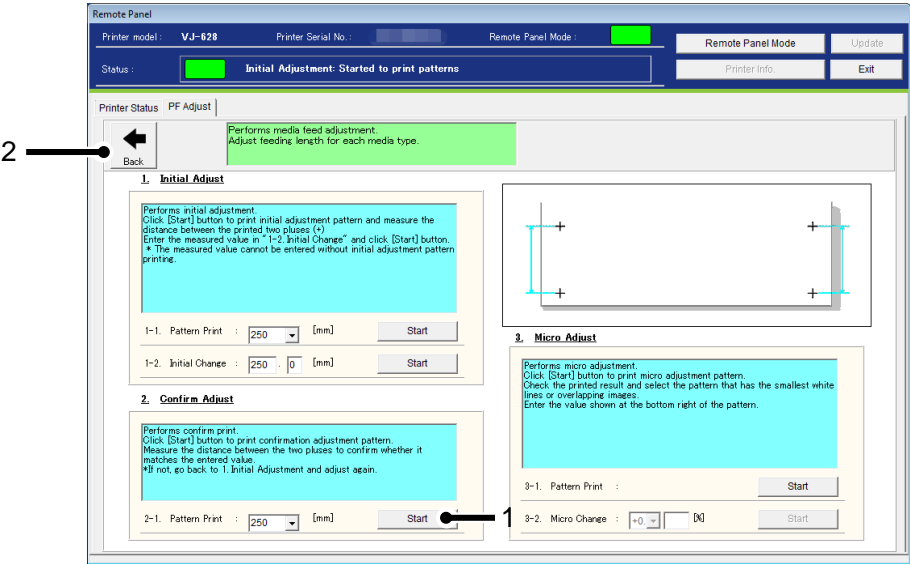 Remote Panel
Printer model : VJ-628 Printer Serial No. : Remote Panel Mode :
Remote Panel Mode Update
Status : Initial Adjustment: Started to print patterns
Printer Info. Exit
Printer Status PF Adjust
2
Back
Performs media feed adjustment.
Adjust feeding length for each media type.
1. Initial Adjust
Performs initial adjustment.
Click [Start] button to print initial adjustment pattern and measure the
distance between the printed two pluses (+)
Enter the measured value in "1-2. Initial Change" and click [Start] button.
* The measured value cannot be entered without initial adjustment pattern
printing.
1-1. Pattern Print : 250 [mm] Start
1-2. Initial Change : 250 . 0 [mm] Start
2. Confirm Adjust
Performs confirm print.
Click [Start] button to print confirmation adjustment pattern.
Measure the distance between the two pluses to confirm whether it
matches the entered value.
*If not, go back to 1. Initial Adjustment and adjust again.
2-1. Pattern Print : 250 [mm] Start
1
3. Micro Adjust
Performs micro adjustment.
Click [Start] button to print micro adjustment pattern.
Check the printed result and select the pattern that has the smallest white
lines or overlapping images.
Enter the value shown at the bottom right of the pattern.
3-1. Pattern Print : Start
3-2. Micro Change : +0. [%] Start